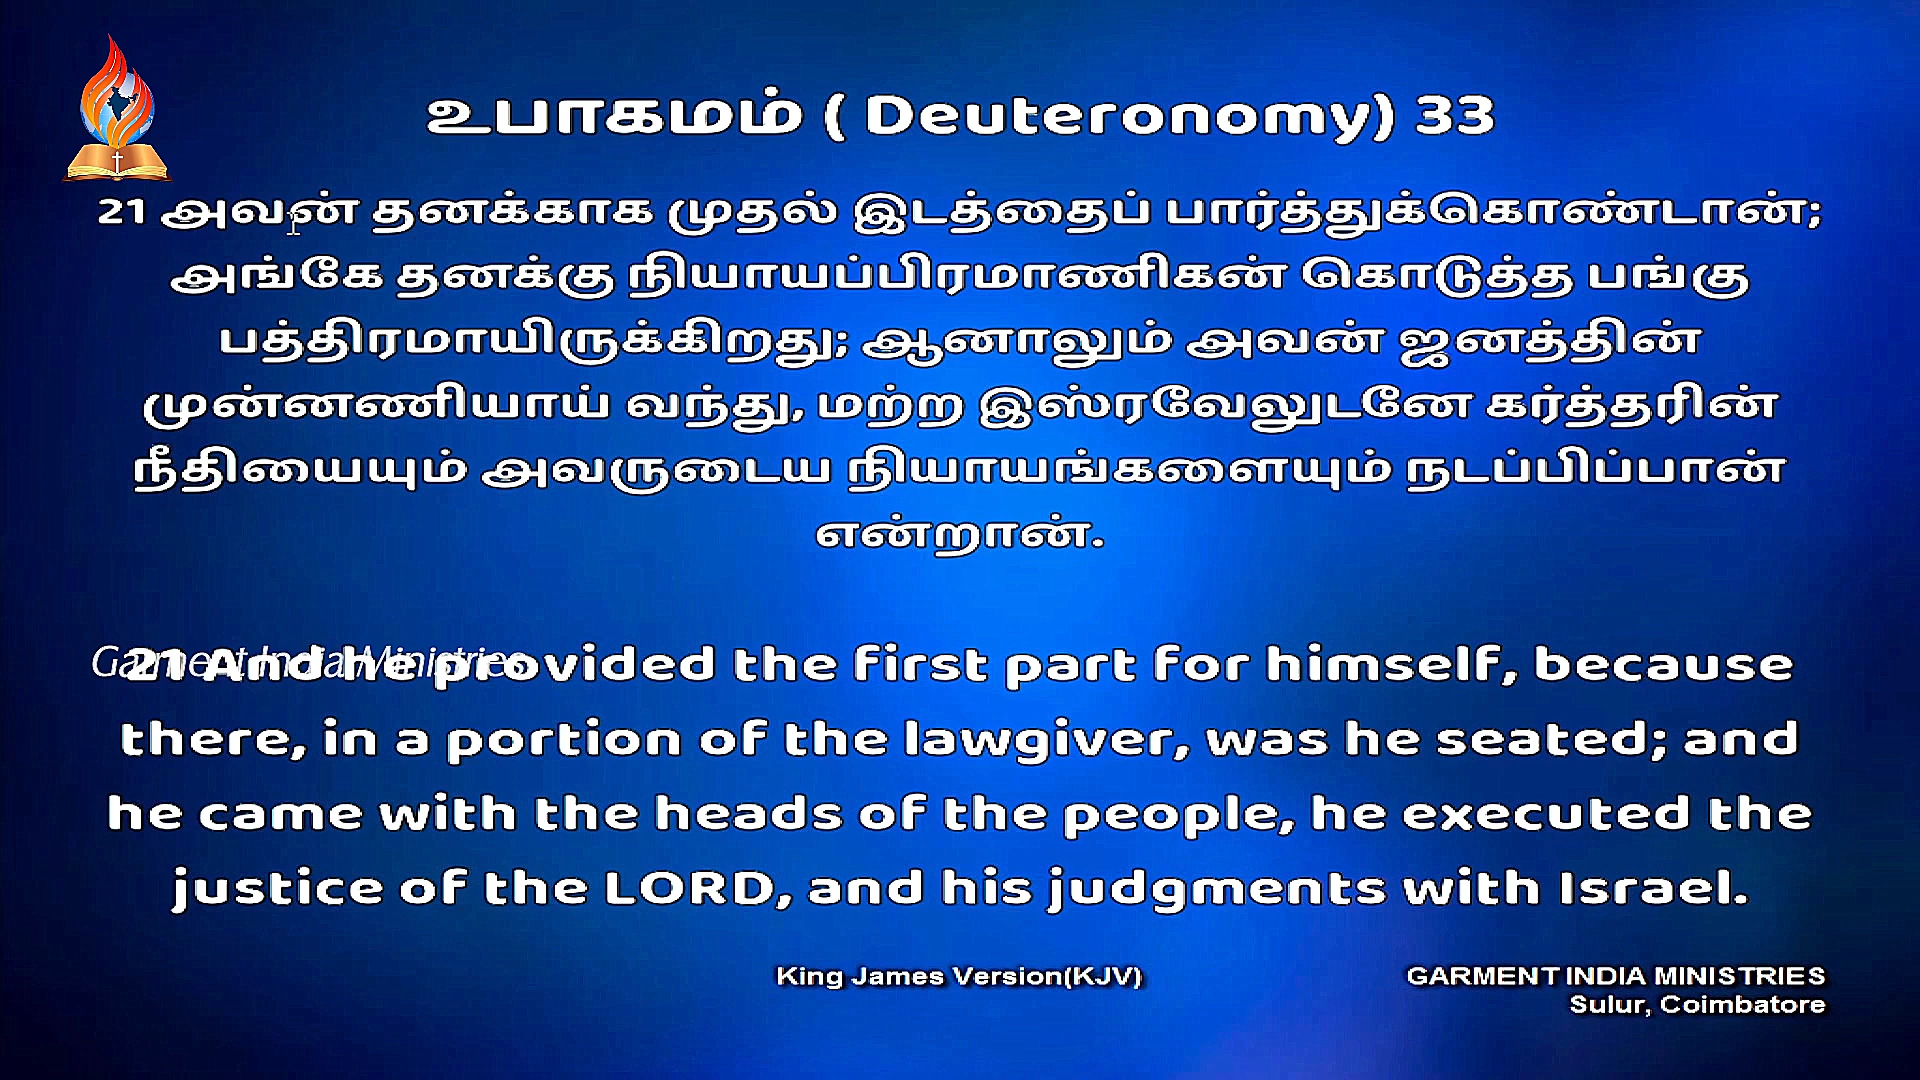 உபாகமம் ( Deuteronomy) 33
21 அவன் தனக்காக முதல் இடத்தைப் பார்த்துக்கொண்டான்;
அங்கே தனக்கு நியாயப்பிரமாணிகன் கொடுத்த பங்கு
பத்திரமாயிருக்கிறது; ஆனாலும் அவன் ஜனத்தின்
முன்னணியாய் வந்து, மற்ற இஸ்ரவேலுடனே கர்த்தரின்
நீதியையும் அவருடைய நியாயங்களையும் நடப்பிப்பான்
என்றான்.
Garment India Ministries
21 And he provided the first part for himself, because
there, in a portion of the lawgiver, was he seated; and
he came with the heads of the people, he executed the
justice of the LORD, and his judgments with Israel.
King James Version(KJV)
GARMENT INDIA MINISTRIES
Sulur, Coimbatore